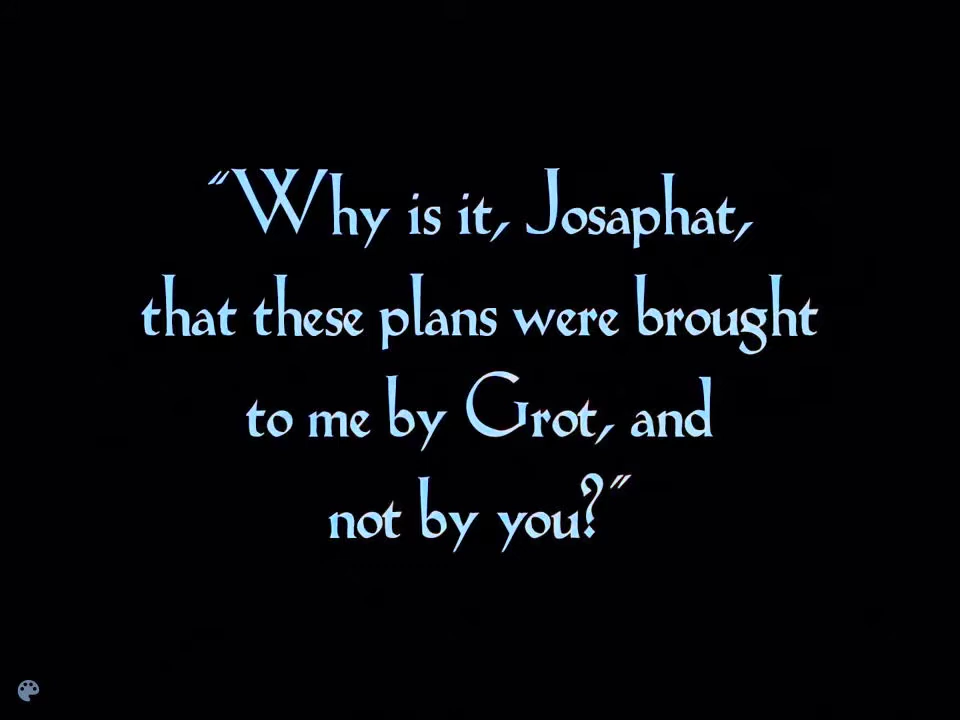 “Why is it, Josaphat,
that these plans were brought
to me by Grot, and
not by you?”